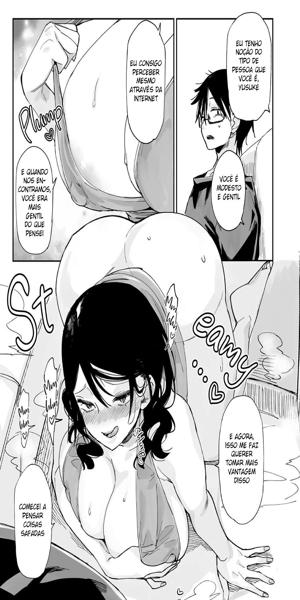 EU TENHO
NOÇÃO DO
TIPO DE
PESSOA QUE
VOCÊ É,
YUSUKE
EU CONSIGO
PERCEBER
MESMO
ATRAVÉS DA
INTERNET
Plump
VOCÊ É
MODESTO E
GENTIL
E QUANDO
NOS EN-
CONTRAMOS,
VOCÊ ERA
MAIS
GENTIL
DO QUE
PENSEI
St
eamy
E AGORA,
ISSO ME FAZ
QUERER
TOMAR MAIS
VANTAGEM
DISSO
COMECEI A
PENSAR
COISAS
SAFADAS